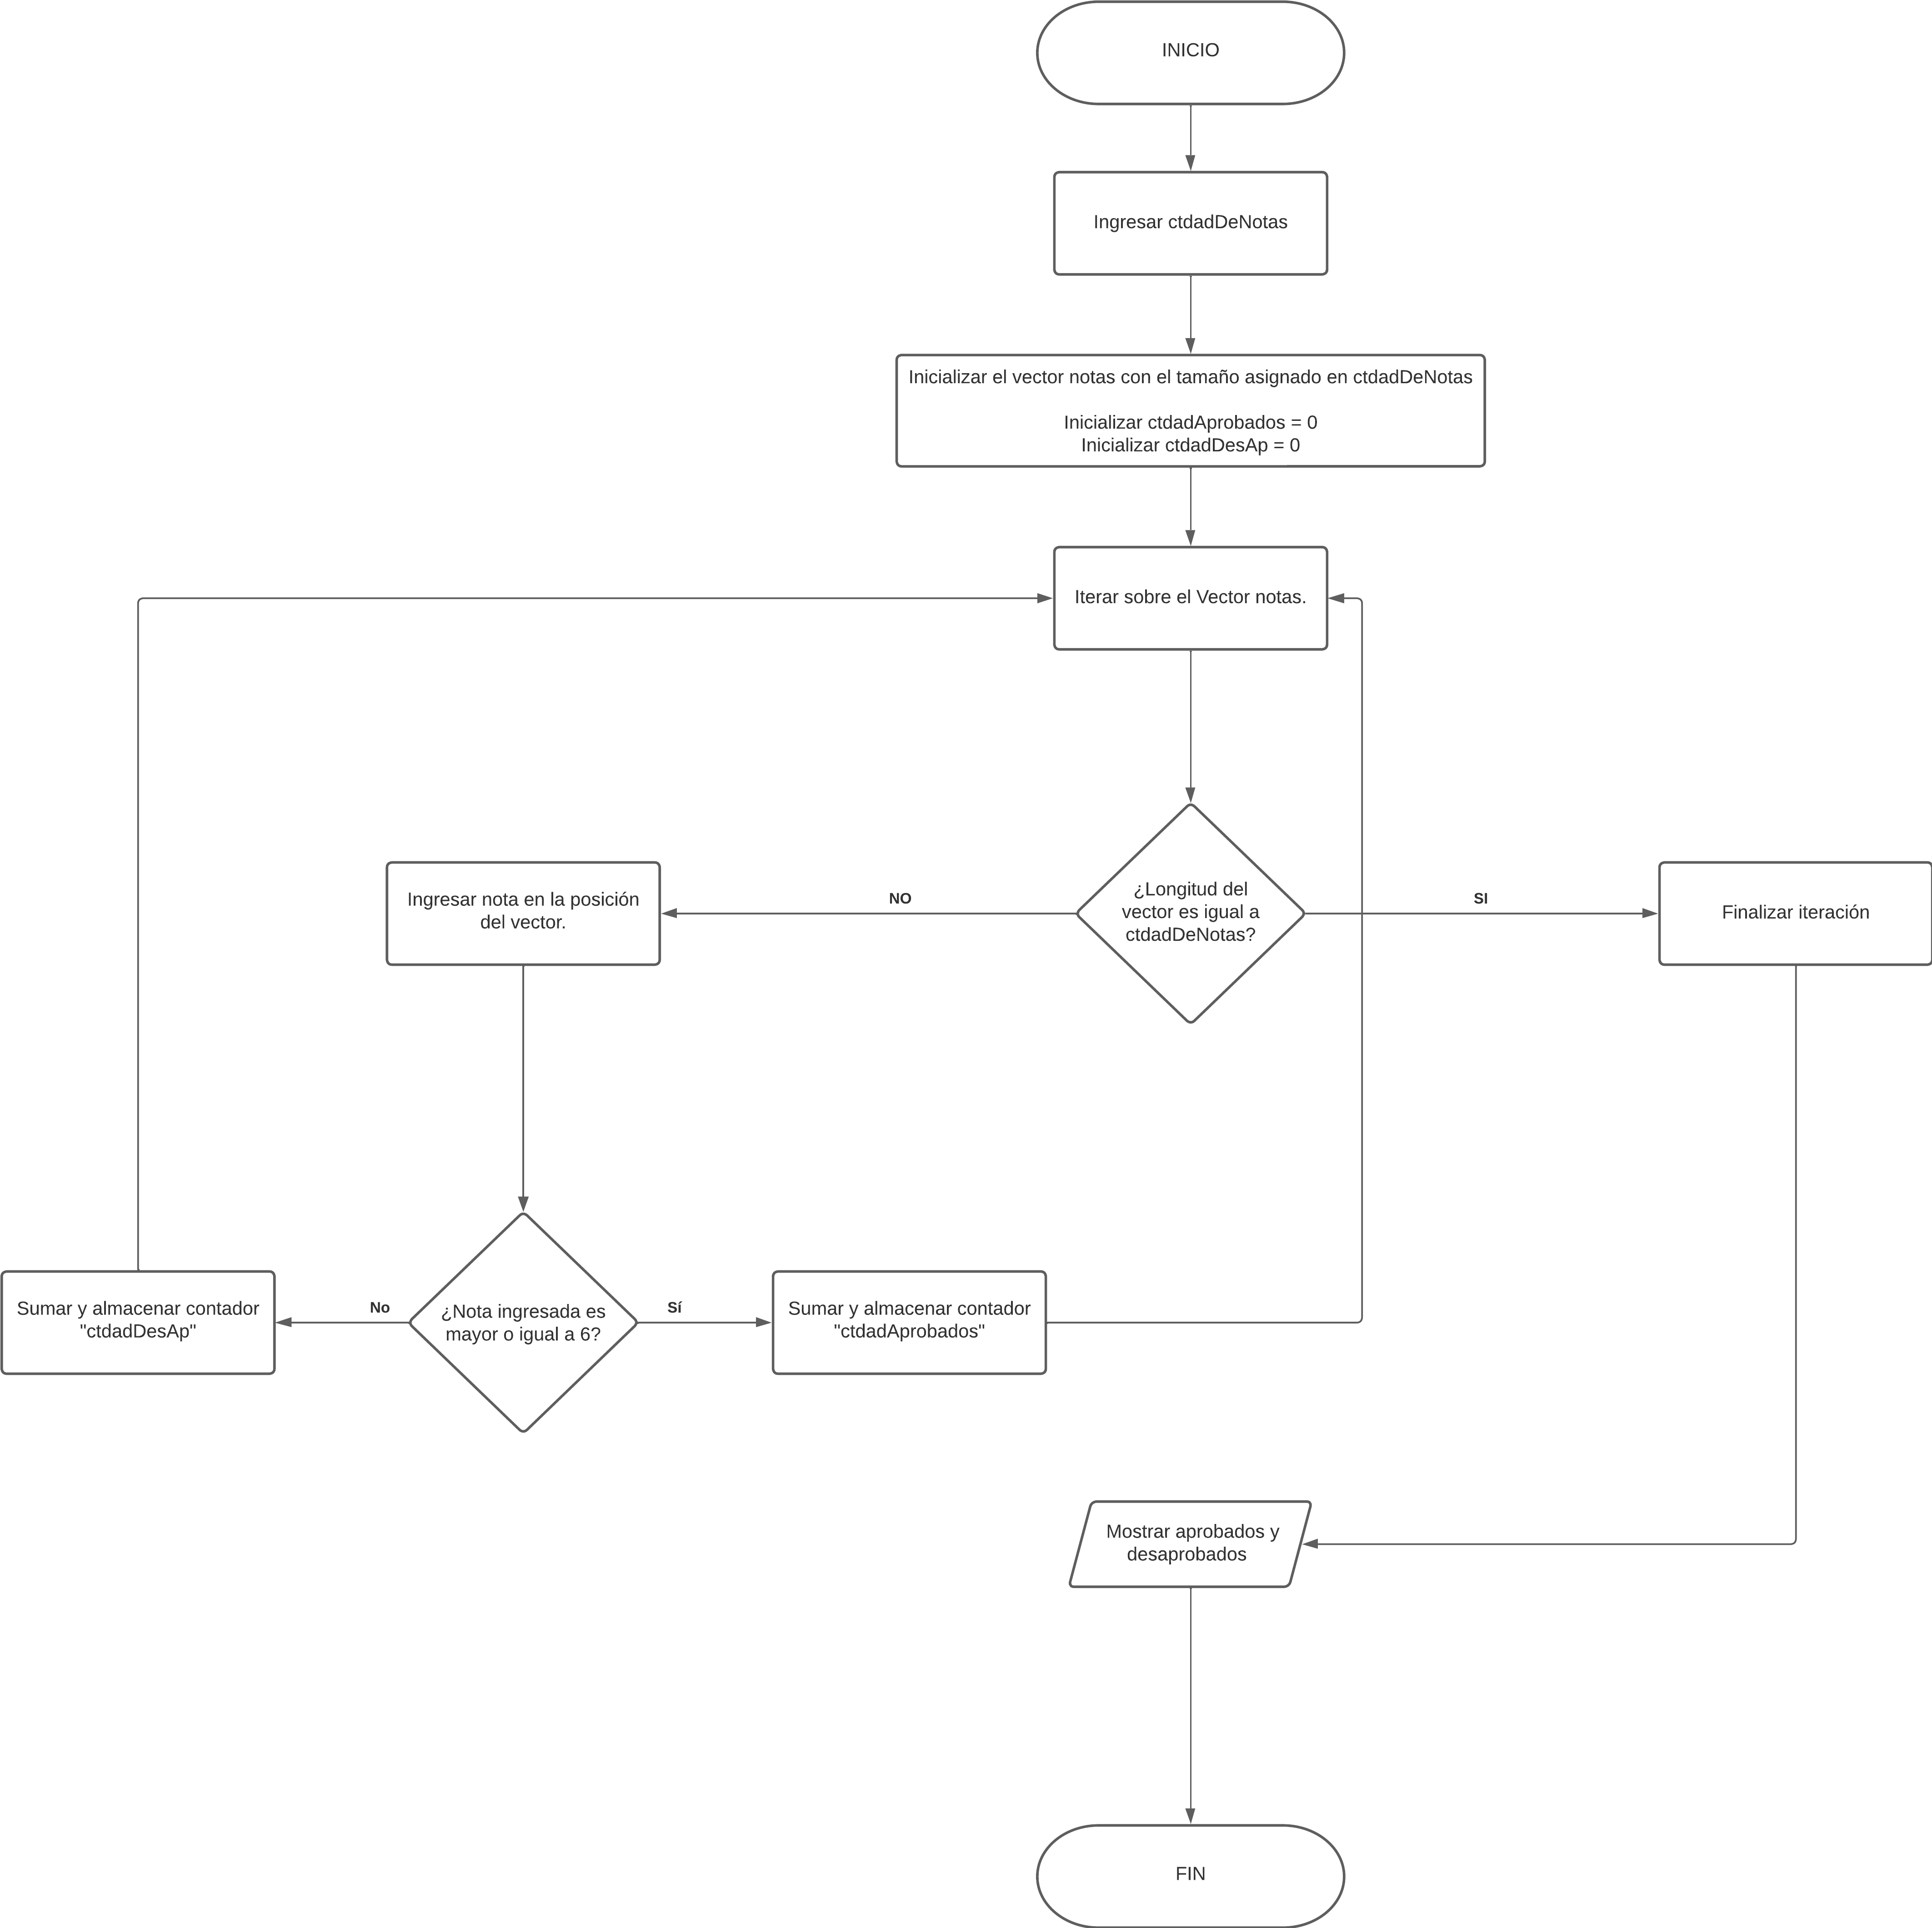 INICIO
Ingresar ctdadDeNotas
Inicializar el vector notas con el tamaño asignado en ctdadDeNotas
Inicializar ctdadAprobados = 0
Inicializar ctdadDesAp = 0
Iterar sobre el Vector notas.
¿Longitud del
vector es igual a
ctdadDeNotas?
NO
SI
Ingresar nota en la posición
del vector.
Finalizar iteración
¿Nota ingresada es
mayor o igual a 6?
No
Sí
Sumar y almacenar contador
"ctdadDesAp"
Sumar y almacenar contador
"ctdadAprobados"
Mostrar aprobados y
desaprobados
FIN